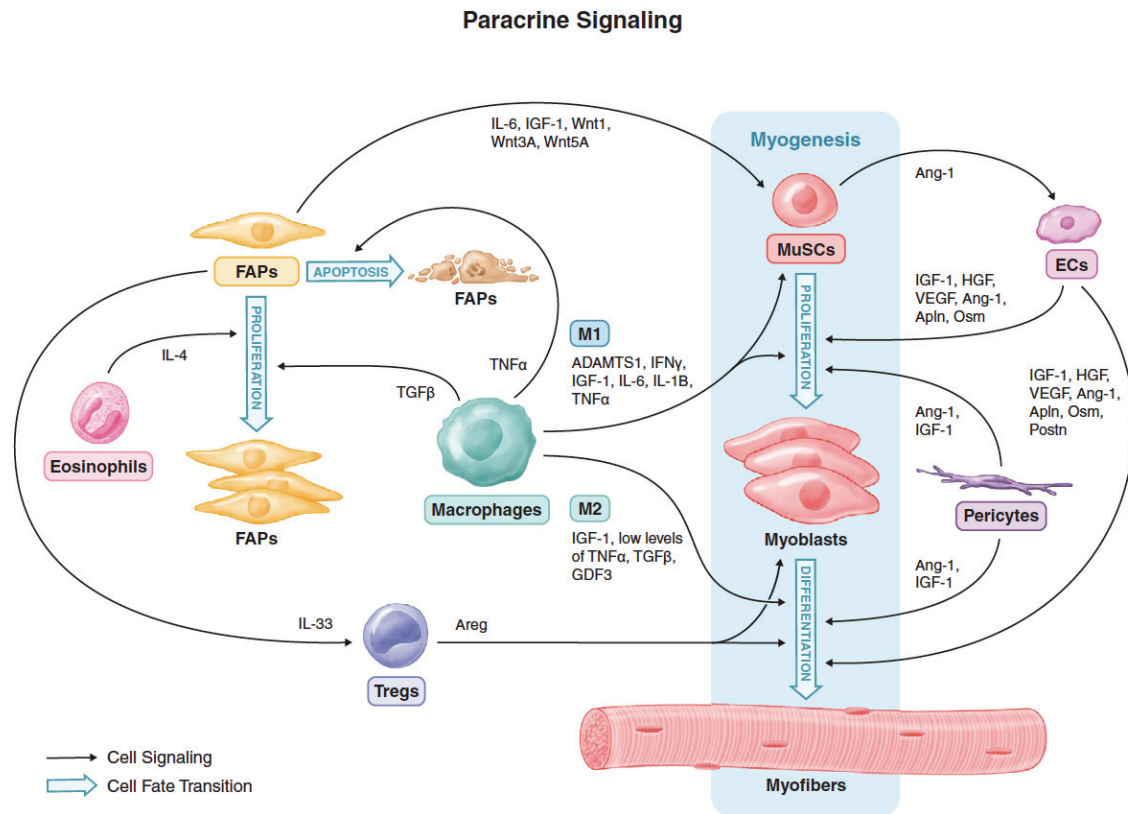 Paracrine Signaling
IL-6, IGF-1, Wnt1,
Wnt3A, Wnt5A
Myogenesis
Ang-1
FAPs
APOPTOSIS
FAPs
MuSCs
ECs
PROLIFERATION
IL-4
TGFβ
TNFα
M1
ADAMTS1, IFNγ,
IGF-1, IL-6, IL-1B,
TNFα
PROLIFERATION
IGF-1, HGF,
VEGF, Ang-1,
Apln, Osm
IGF-1, HGF,
VEGF, Ang-1,
Apln, Osm,
Postn
Ang-1,
IGF-1
Eosinophils
Macrophages
M2
IGF-1, low levels
of TNFα, TGFβ,
GDF3
FAPs
Myoblasts
Pericytes
Ang-1,
IGF-1
DIFFERENTIATION
IL-33
Areg
Tregs
Cell Signaling
Cell Fate Transition
Myofibers